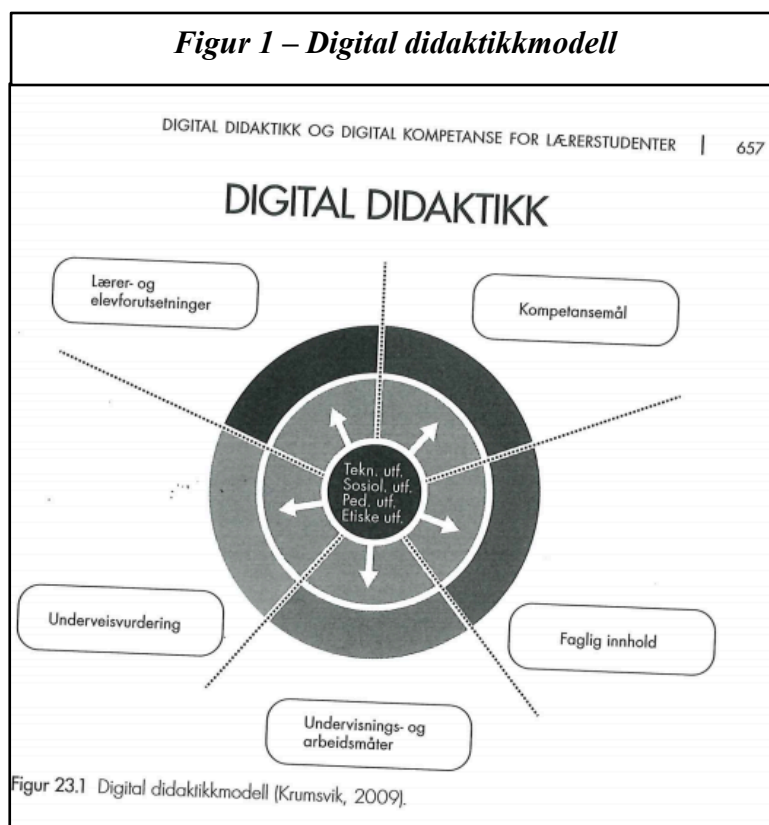 Figur 1 – Digital didaktikkmodell
DIGITAL DIDAKTIKK OG DIGITAL KOMPETANSE FOR LÆRERSTUDENTER | 657
DIGITAL DIDAKTIKK
Lærer- og
elevforutsetninger
Kompetansemål
Tekn. utf.
Sosiol. utf.
Ped. utf.
Etiske utf.
Underveisvurdering
Faglig innhold
Undervisnings- og
arbeidsmåter
Figur 23.1 Digital didaktikkmodell (Krumsvik, 2009).